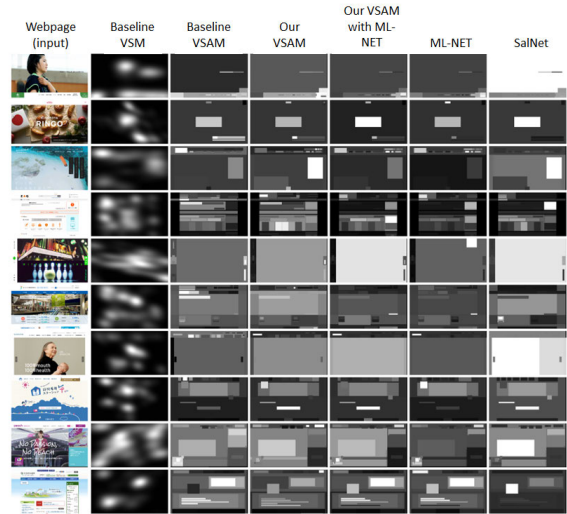 Webpage
(input)
Baseline
VSM
Baseline
VSAM
Our
VSAM
Our VSAM
with ML-
NET
ML-NET
SalNet
RINGO
NO PASSION,
NO REACH